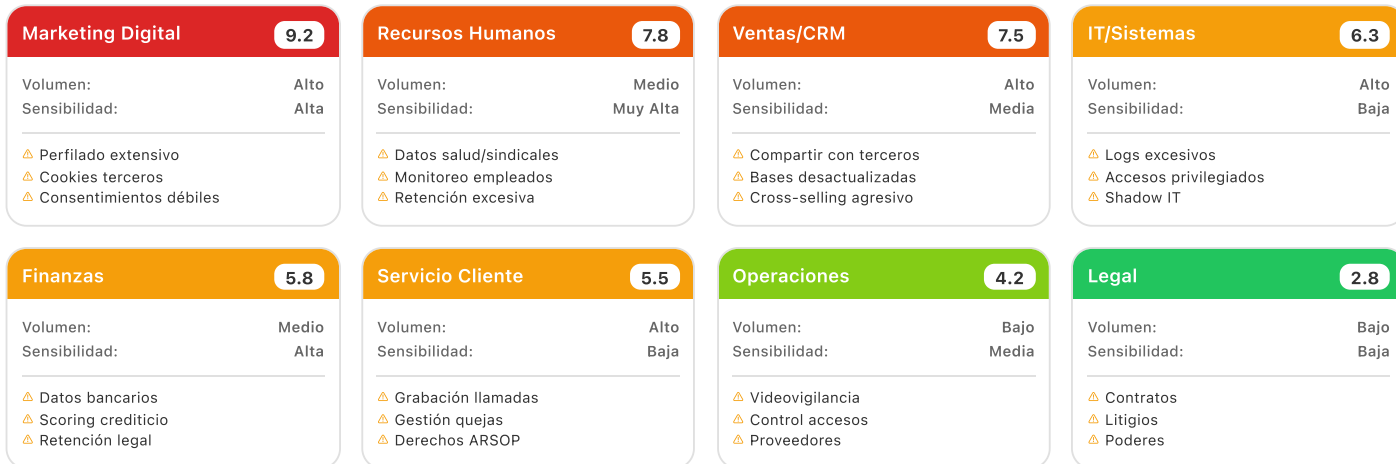 Marketing Digital 9.2
Volumen: Alto
Sensibilidad: Alta
Perfilado extensivo
Cookies terceros
Consentimientos débiles
Recursos Humanos 7.8
Volumen: Medio
Sensibilidad: Muy Alta
Datos salud/sindicales
Monitoreo empleados
Retención excesiva
Ventas/CRM 7.5
Volumen: Alto
Sensibilidad: Media
Compartir con terceros
Bases desactualizadas
Cross-selling agresivo
IT/Sistemas 6.3
Volumen: Alto
Sensibilidad: Baja
Logs excesivos
Accesos privilegiados
Shadow IT
Finanzas 5.8
Volumen: Medio
Sensibilidad: Alta
Datos bancarios
Scoring crediticio
Retención legal
Servicio Cliente 5.5
Volumen: Alto
Sensibilidad: Baja
Grabación llamadas
Gestión quejas
Derechos ARSOP
Operaciones 4.2
Volumen: Bajo
Sensibilidad: Media
Videovigilancia
Control accesos
Proveedores
Legal 2.8
Volumen: Bajo
Sensibilidad: Baja
Contratos
Litigios
Poderes